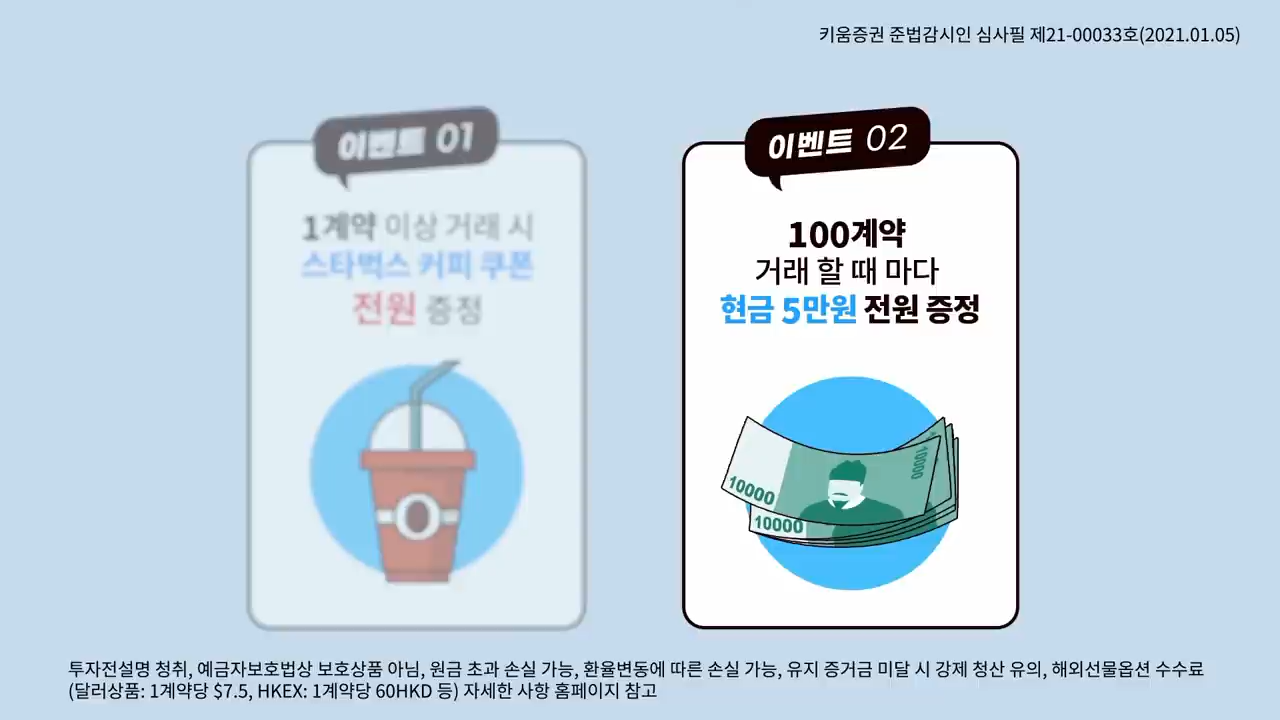 키움증권 준법감시인 심사필 제21-00033호(2021.01.05)
이벤트 01
1계약 이상 거래 시
스타벅스 커피 쿠폰
전원 증정
이벤트 02
100계약
거래 할 때 마다
현금 5만원 전원 증정
10000
10000
10000
투자전설명 청취, 예금자보호법상 보호상품 아님, 원금 초과 손실 가능, 환율변동에 따른 손실 가능, 유지 증거금 미달 시 강제 청산 유의, 해외선물옵션 수수료
(달러상품: 1계약당 $7.5, HKEX: 1계약당 60HKD 등) 자세한 사항 홈페이지 참고